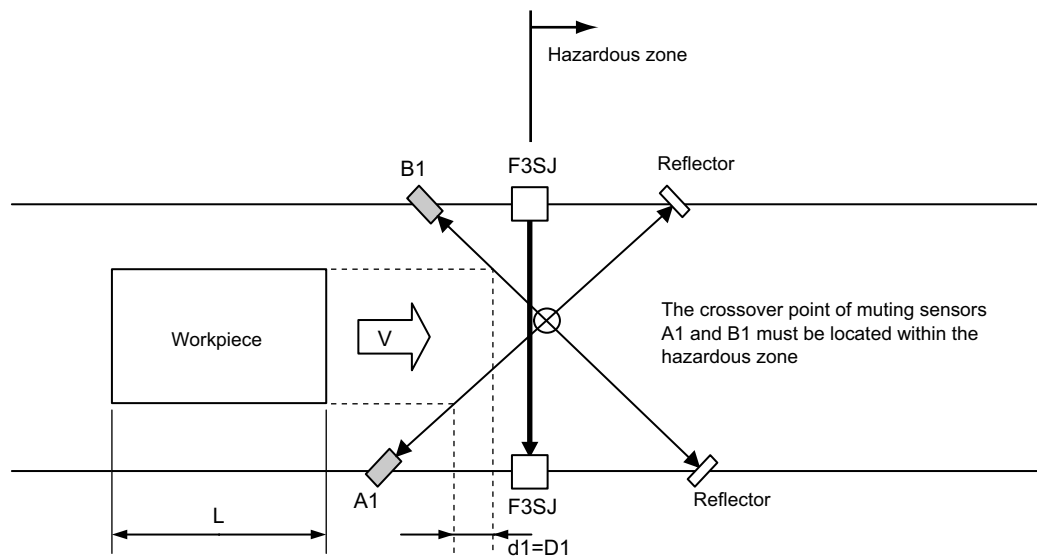 Hazardous zone
B1
F3SJ
Reflector
Workpiece
V
The crossover point of muting sensors
A1 and B1 must be located within the
hazardous zone
A1
F3SJ
Reflector
L
d1=D1